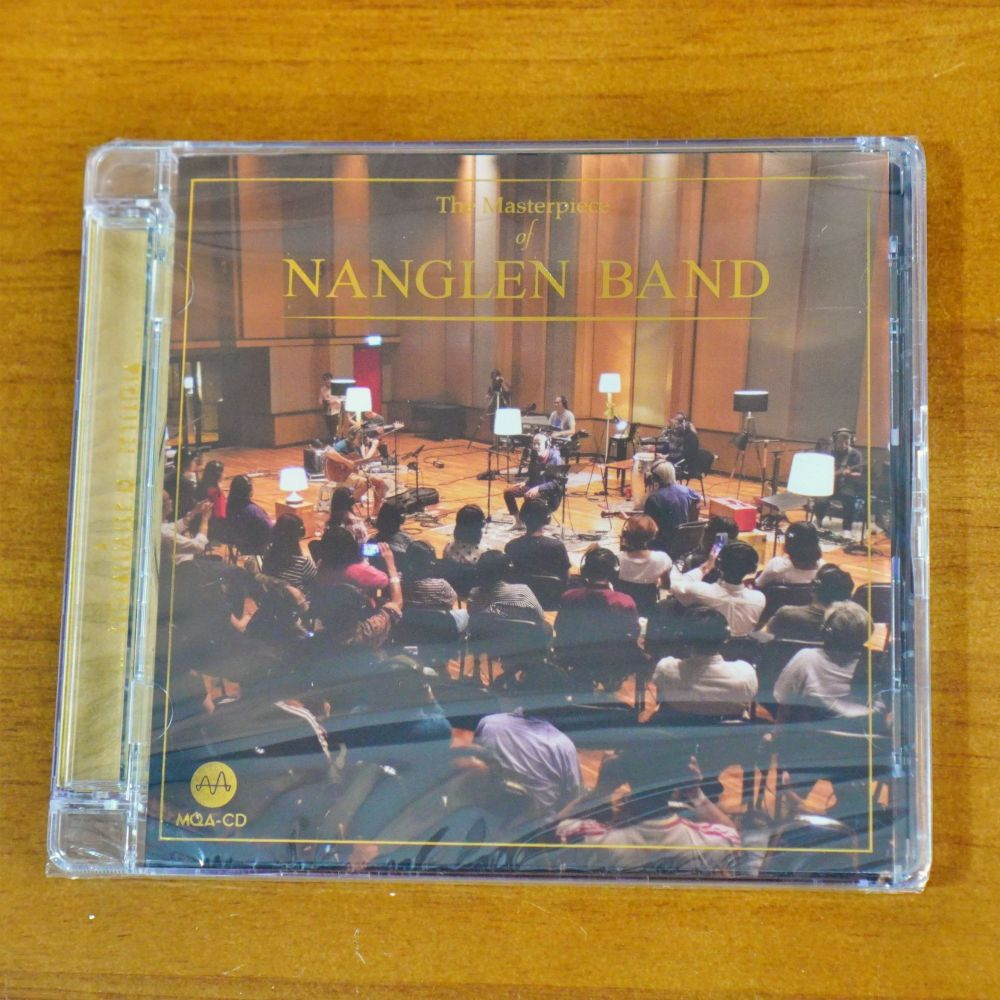 The Masterpiece
of
NANGLEN BAND
MQA-CD